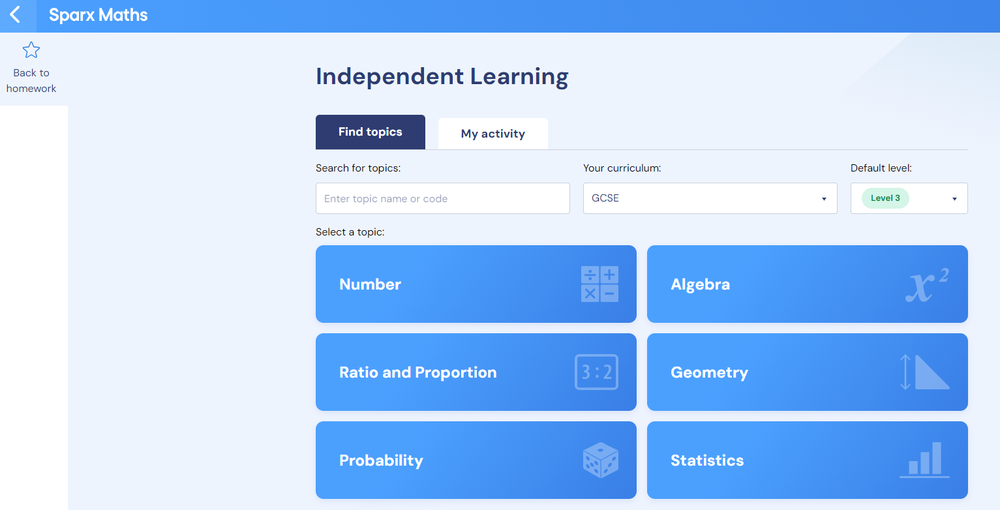 Sparx Maths
Back to
homework
Independent Learning
Find topics
My activity
Search for topics:
Your curriculum:
Default level:
Enter topic name or code
GCSE
Level 3
Select a topic:
Number
÷ +
× −
Algebra
x²
Ratio and Proportion
3:2
Geometry
Probability
Statistics